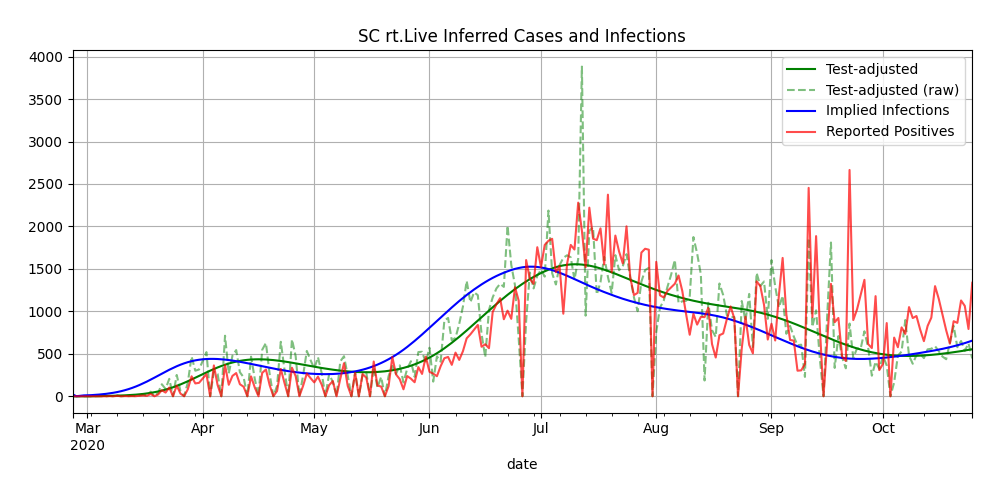 SC rt.Live Inferred Cases and Infections
4000
3500
3000
2500
2000
1500
1000
500
0
Test-adjusted
Test-adjusted (raw)
Implied Infections
Reported Positives
Mar Apr May Jun Jul Aug Sep Oct
2020
date